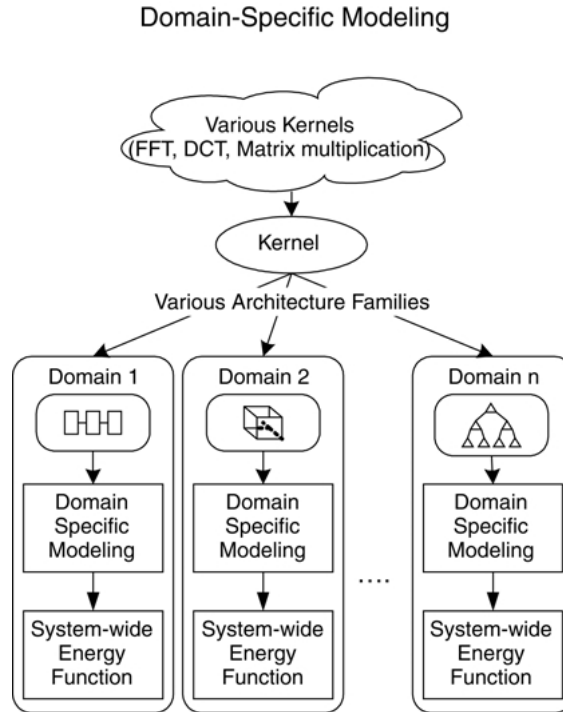 Domain-Specific Modeling
Various Kernels
(FFT, DCT, Matrix multiplication)
Kernel
Various Architecture Families
Domain 1
Domain
Specific
Modeling
System-wide
Energy
Function
Domain 2
Domain
Specific
Modeling
System-wide
Energy
Function
....
Domain n
Domain
Specific
Modeling
System-wide
Energy
Function